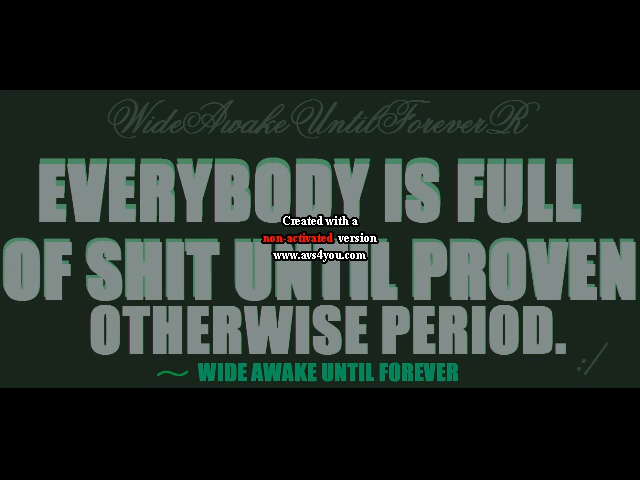 WideAwakeUntilForeverR
EVERYBODY IS FULL
Created with a
non-activated version
www.avs4you.com
OF SHIT UNTIL PROVEN
OTHERWISE PERIOD.
:/
~ WIDE AWAKE UNTIL FOREVER